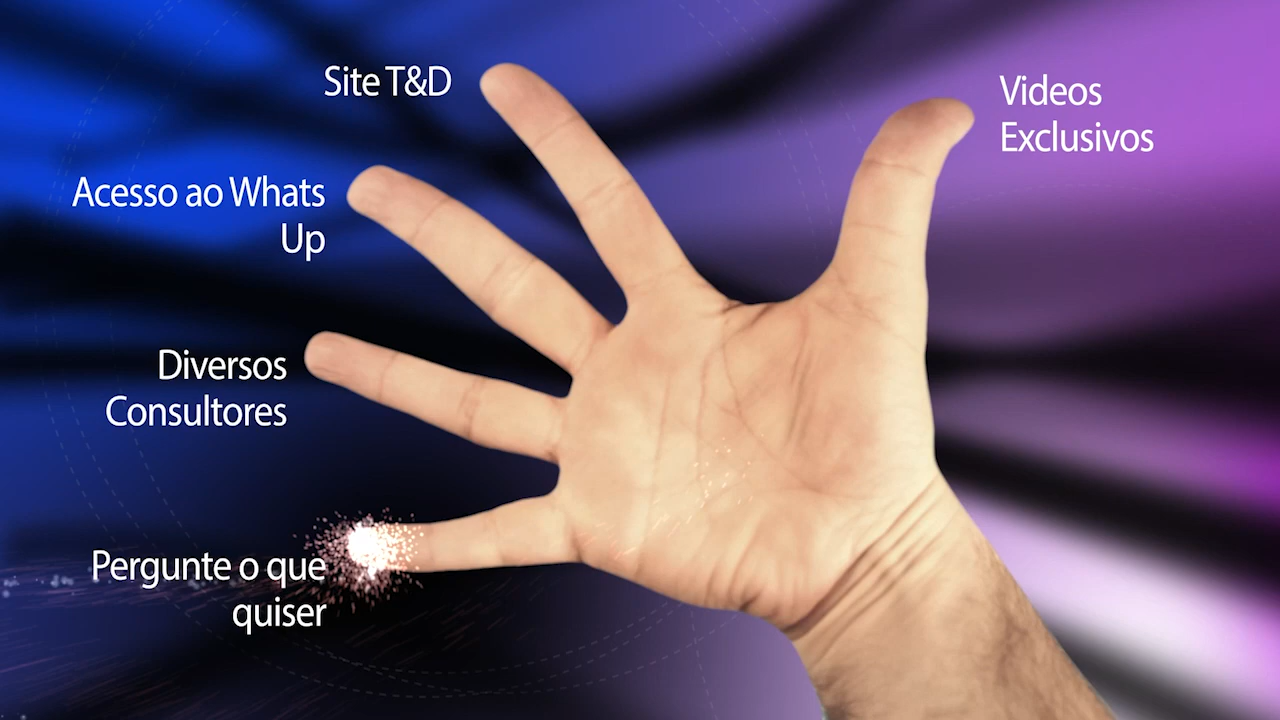 Site T&D
Videos
Exclusivos
Acesso ao Whats
Up
Diversos
Consultores
Pergunte o que
quiser